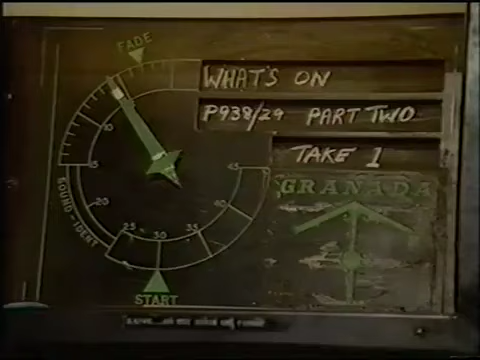 FADE
WHAT'S ON
P938/29 PART TWO
TAKE 1
GRANADA
10
5
45
20
40
25
30
35
SOUND-IDENT
START